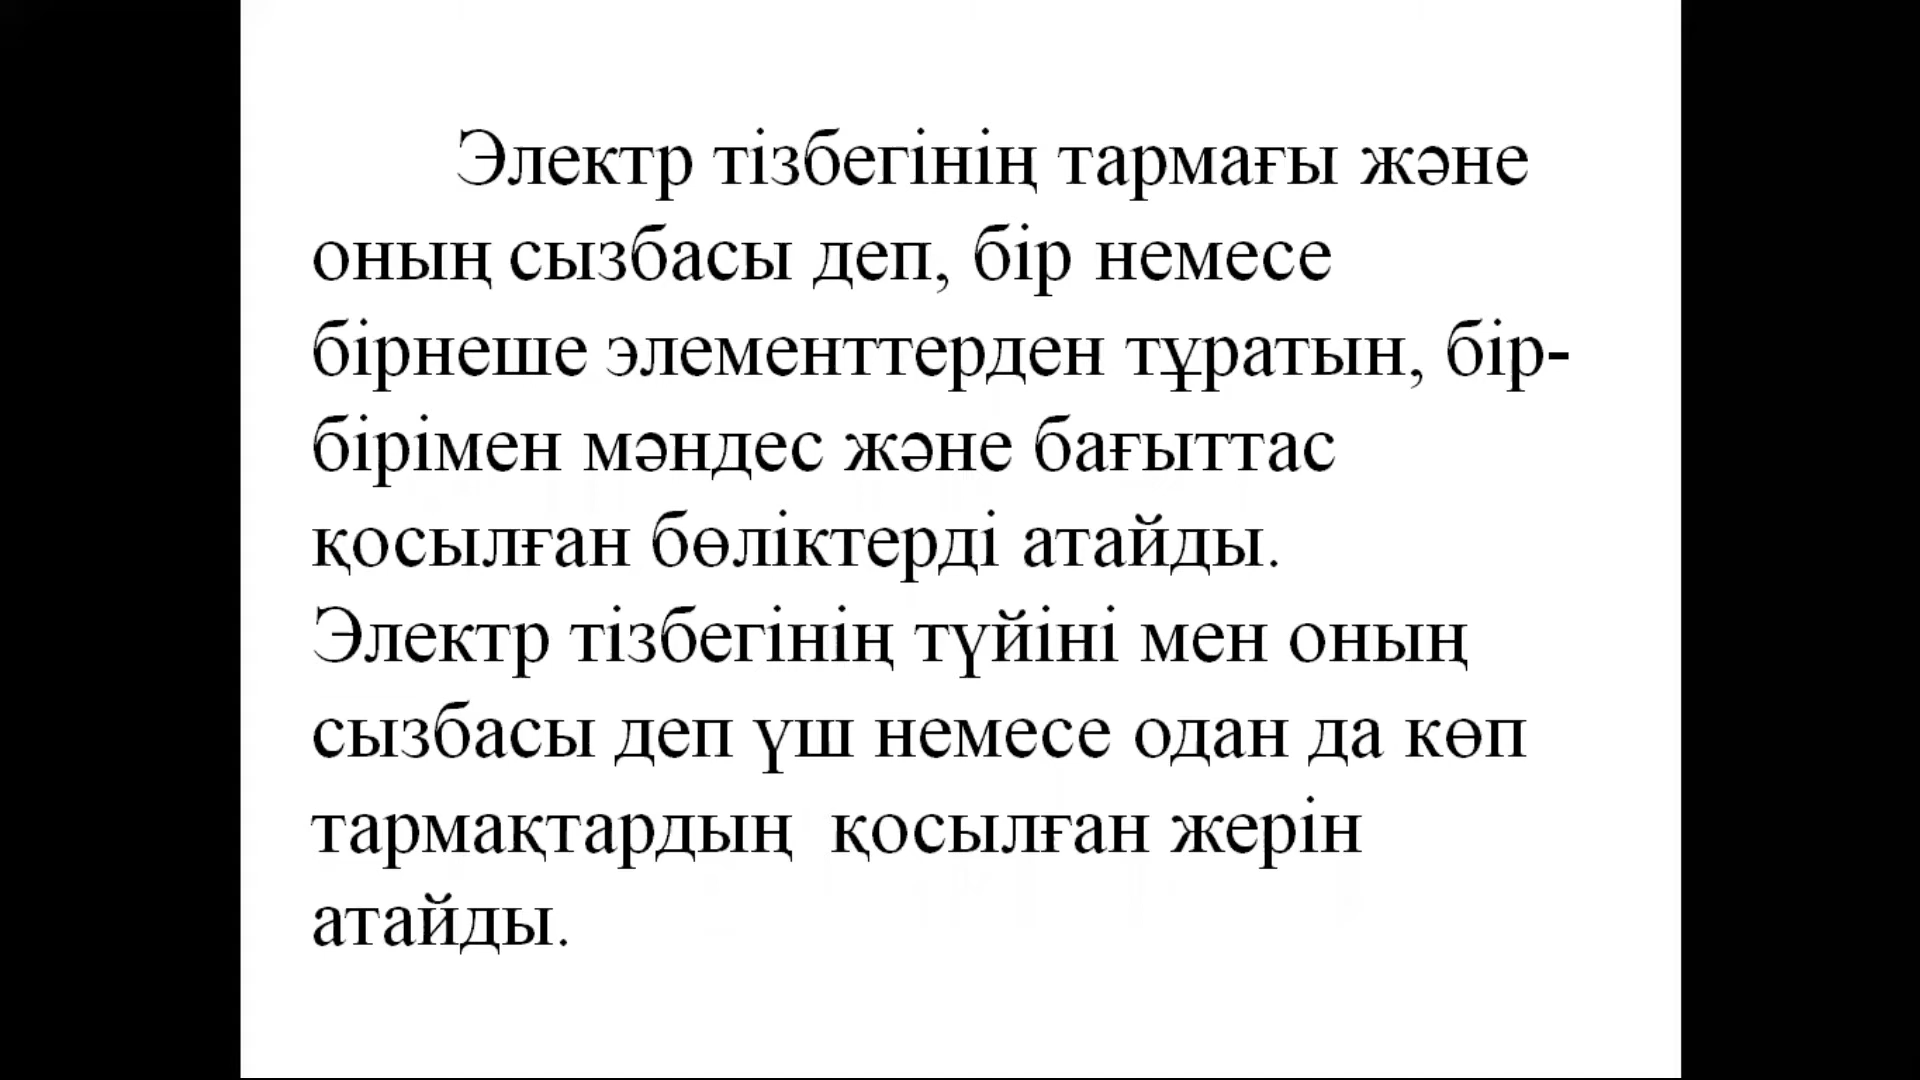 Электр тізбегінің тармағы және
оның сызбасы деп, бір немесе
бірнеше элементтерден тұратын, бір-
бірімен мәндес және бағыттас
қосылған бөліктерді атайды.
Электр тізбегінің түйіні мен оның
сызбасы деп үш немесе одан да көп
тармақтардың  қосылған жерін
атайды.